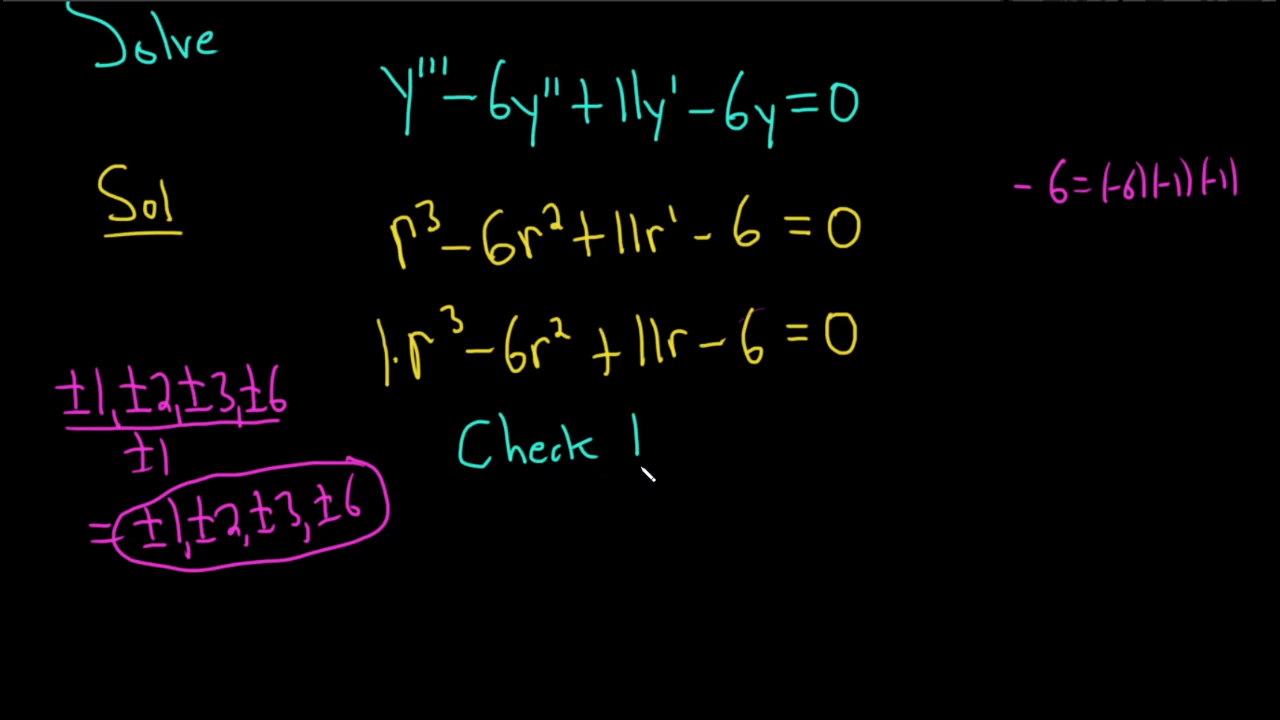 Solve
y''' - 6y'' + 11y' - 6y = 0
- 6 = (-6)(-1)(-1)
Sol
r³ - 6r² + 11r¹ - 6 = 0
1·r³ - 6r² + 11r - 6 = 0
±1, ±2, ±3, ±6
±1
Check 1
= ±1, ±2, ±3, ±6